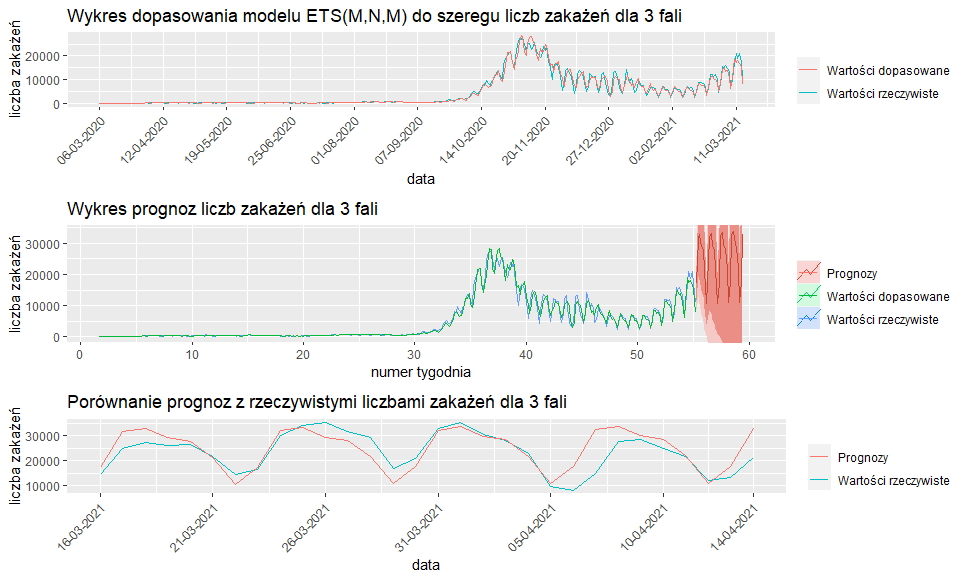 Wykres dopasowania modelu ETS(M,N,M) do szeregu liczb zakażeń dla 3 fali
liczba zakażeń
20000
10000
0
06-03-2020
12-04-2020
19-05-2020
25-06-2020
01-08-2020
07-09-2020
14-10-2020
20-11-2020
27-12-2020
02-02-2021
11-03-2021
data
Wartości dopasowane
Wartości rzeczywiste
Wykres prognoz liczb zakażeń dla 3 fali
liczba zakażeń
30000
20000
10000
0
0
10
20
30
40
50
60
numer tygodnia
Prognozy
Wartości dopasowane
Wartości rzeczywiste
Porównanie prognoz z rzeczywistymi liczbami zakażeń dla 3 fali
liczba zakażeń
30000
20000
10000
16-03-2021
21-03-2021
26-03-2021
31-03-2021
05-04-2021
10-04-2021
14-04-2021
data
Prognozy
Wartości rzeczywiste